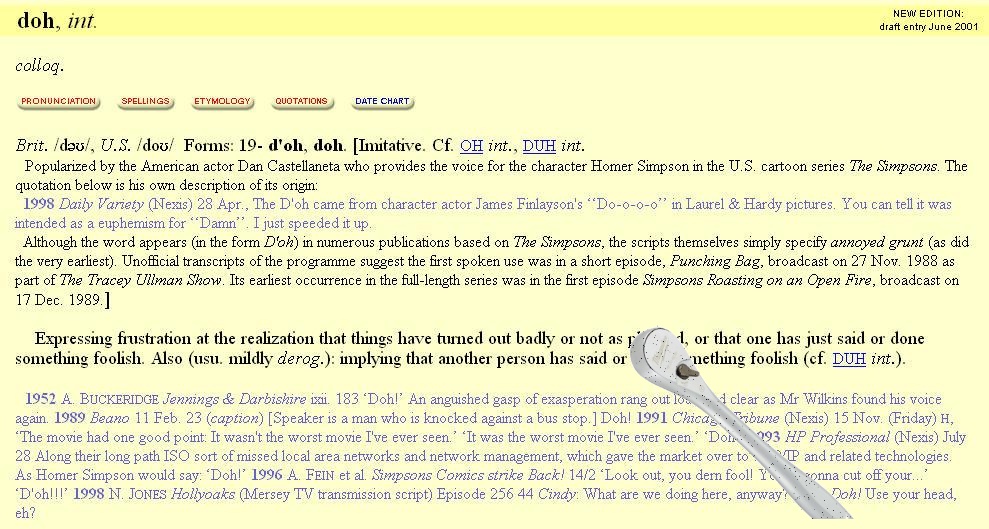 doh, int.
NEW EDITION:
draft entry June 2001
colloq.
PRONUNCIATION SPELLINGS ETYMOLOGY QUOTATIONS DATE CHART
Brit. /dəʊ/, U.S. /doʊ/ Forms: 19- d'oh, doh. [Imitative. Cf. OH int., DUH int.
Popularized by the American actor Dan Castellaneta who provides the voice for the character Homer Simpson in the U.S. cartoon series The Simpsons. The
quotation below is his own description of its origin:
1998 Daily Variety (Nexis) 28 Apr., The D'oh came from character actor James Finlayson's ‘‘Do-o-o-o’’ in Laurel & Hardy pictures. You can tell it was
intended as a euphemism for ‘‘Damn’’. I just speeded it up.
Although the word appears (in the form D'oh) in numerous publications based on The Simpsons, the scripts themselves simply specify annoyed grunt (as did
the very earliest). Unofficial transcripts of the programme suggest the first spoken use was in a short episode, Punching Bag, broadcast on 27 Nov. 1988 as
part of The Tracey Ullman Show. Its earliest occurrence in the full-length series was in the first episode Simpsons Roasting on an Open Fire, broadcast on
17 Dec. 1989.]
Expressing frustration at the realization that things have turned out badly or not as or that one has just said or done
something foolish. Also (usu. mildly derog.): implying that another person has said or foolish (cf. DUH int.).
1952 A. BUCKERIDGE Jennings & Darbishire ixii. 183 ‘Doh!’ An anguished gasp of exasperation rang out clear as Mr Wilkins found his voice
again. 1989 Beano 11 Feb. 23 (caption) [Speaker is a man who is knocked against a bus stop.] Doh! 1991 Chicago Tribune (Nexis) 15 Nov. (Friday) H,
‘The movie had one good point: It wasn't the worst movie I've ever seen.’ ‘It was the worst movie I've ever seen.’ HP Professional (Nexis) July
28 Along their long path ISO sort of missed local area networks and network management, which gave the market over to and related technologies.
As Homer Simpson would say: ‘Doh!’ 1996 A. FEIN et al. Simpsons Comics strike Back! 14/2 ‘Look out, you dern fool! gonna cut off your...’
‘D'oh!!!’ 1998 N. JONES Hollyoaks (Mersey TV transmission script) Episode 256 44 Cindy: What are we doing here, anyway? Doh! Use your head,
eh?